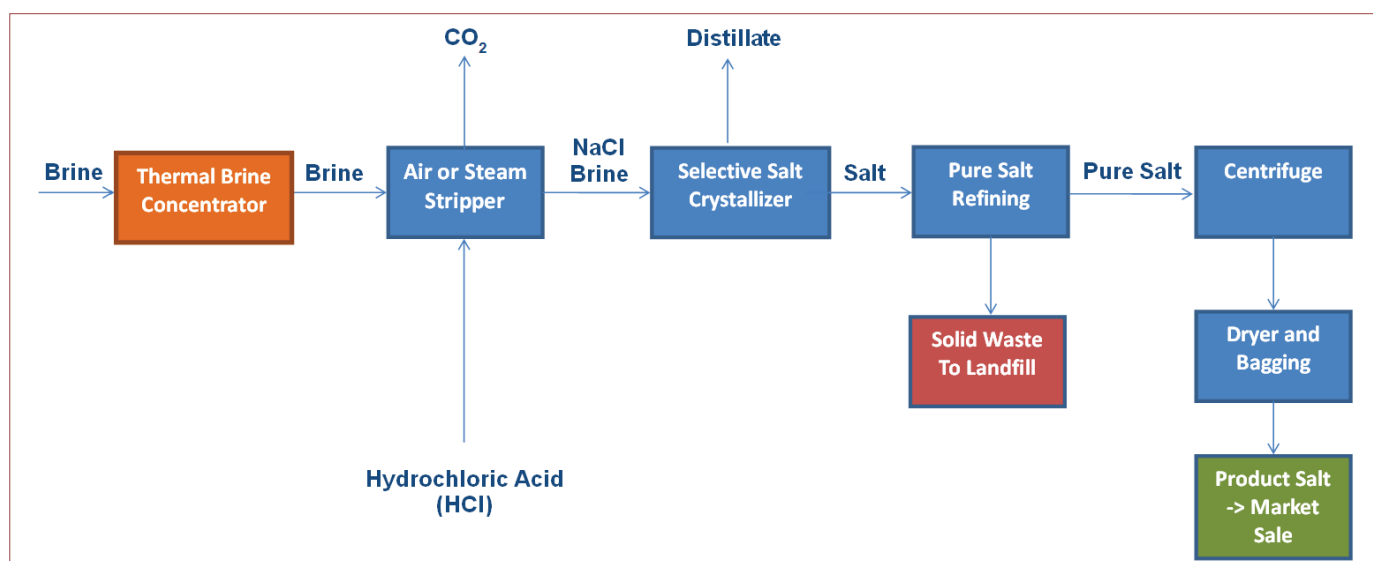 CO2
Distillate
Brine
Thermal Brine
Concentrator
Brine
Air or Steam
Stripper
NaCl
Brine
Selective Salt
Crystallizer
Salt
Pure Salt
Refining
Pure Salt
Centrifuge
Solid Waste
To Landfill
Dryer and
Bagging
Hydrochloric Acid
(HCl)
Product Salt
-> Market
Sale